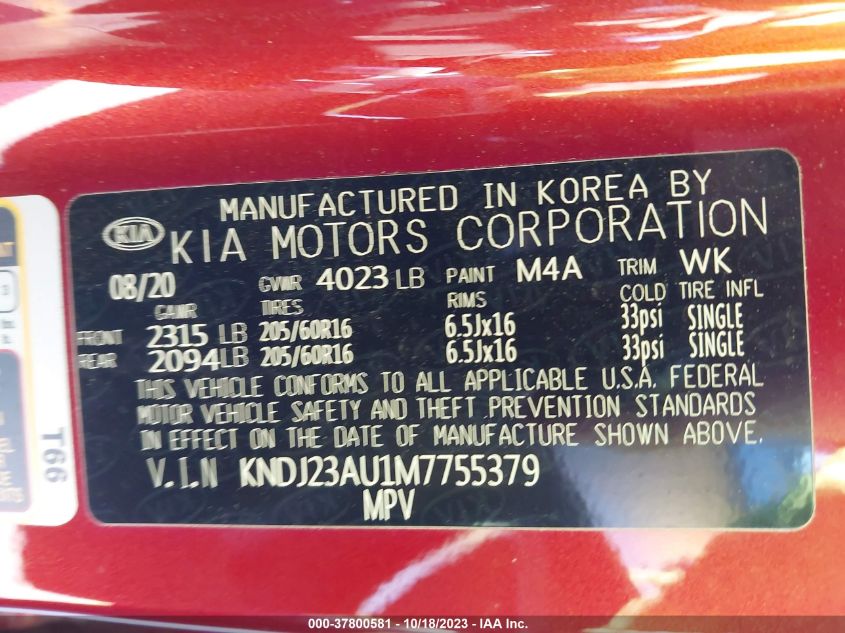 MANUFACTURED IN KOREA BY
KIA KIA MOTORS CORPORATION
08/20 GVWR 4023 LB PAINT M4A TRIM WK
GAWR TIRES RIMS COLD TIRE INFL
FRONT 2315 LB 205/60R16 6.5Jx16 33psi SINGLE
REAR 2094 LB 205/60R16 6.5Jx16 33psi SINGLE
THIS VEHICLE CONFORMS TO ALL APPLICABLE U.S.A. FEDERAL
MOTOR VEHICLE SAFETY AND THEFT PREVENTION STANDARDS
IN EFFECT ON THE DATE OF MANUFACTURE SHOWN ABOVE.
V.I.N KNDJ23AU1M7755379
MPV
T66
000-37800581 - 10/18/2023 - IAA Inc.